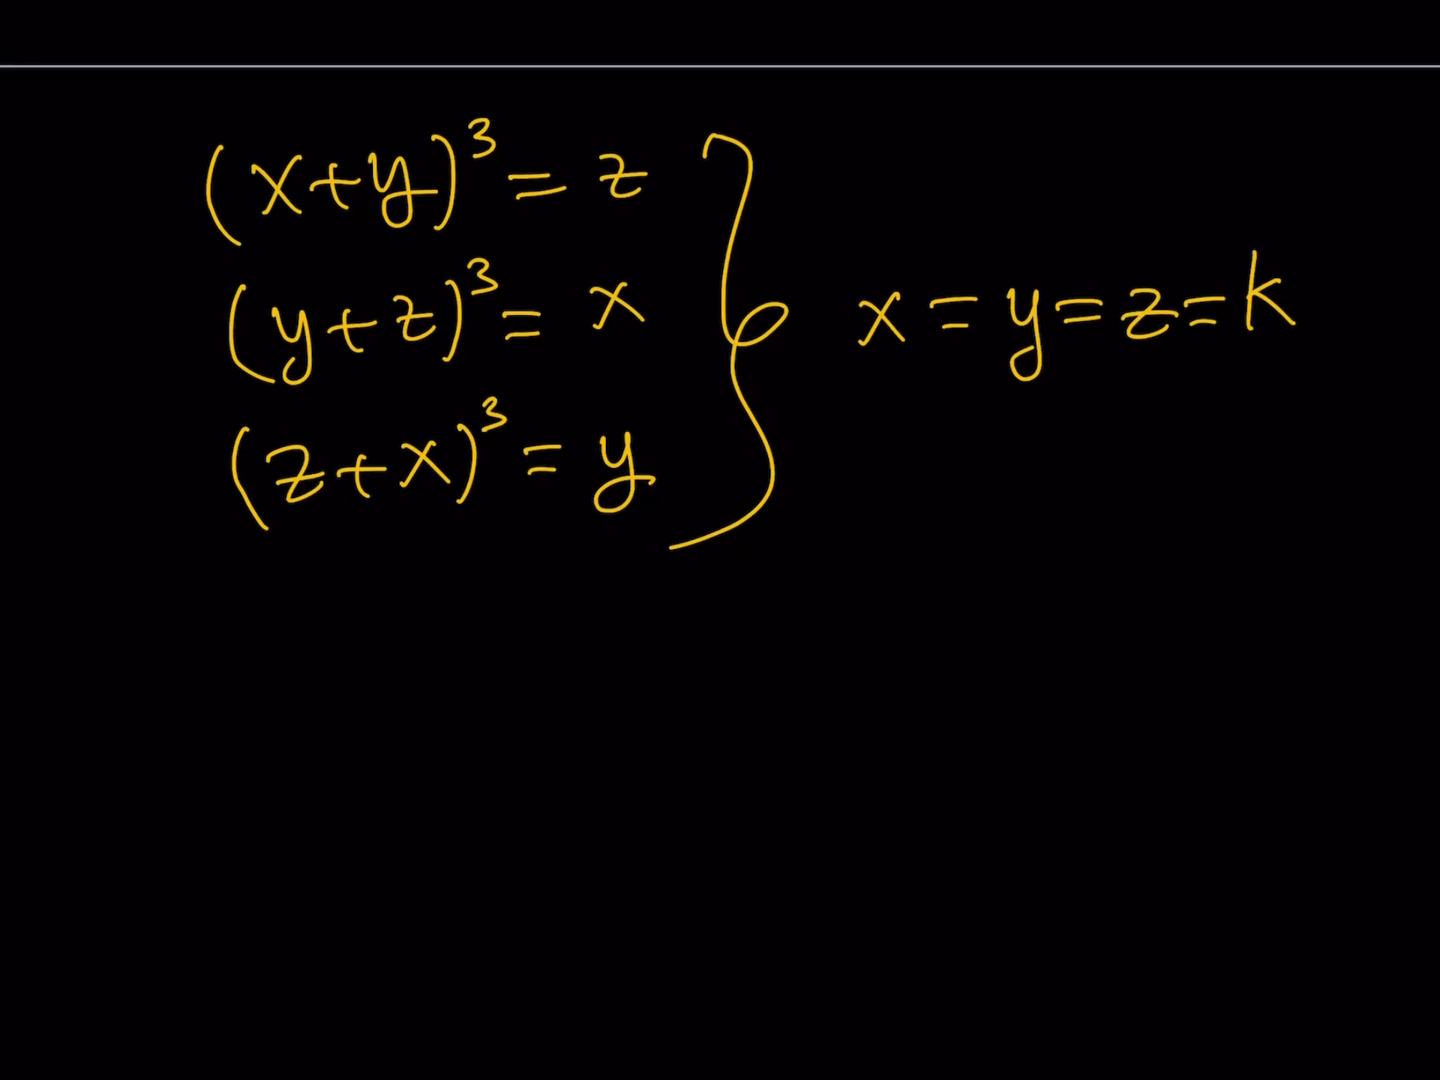 (x+y)³ = z
(y+z)³ = x
(z+x)³ = y
x = y = z = k